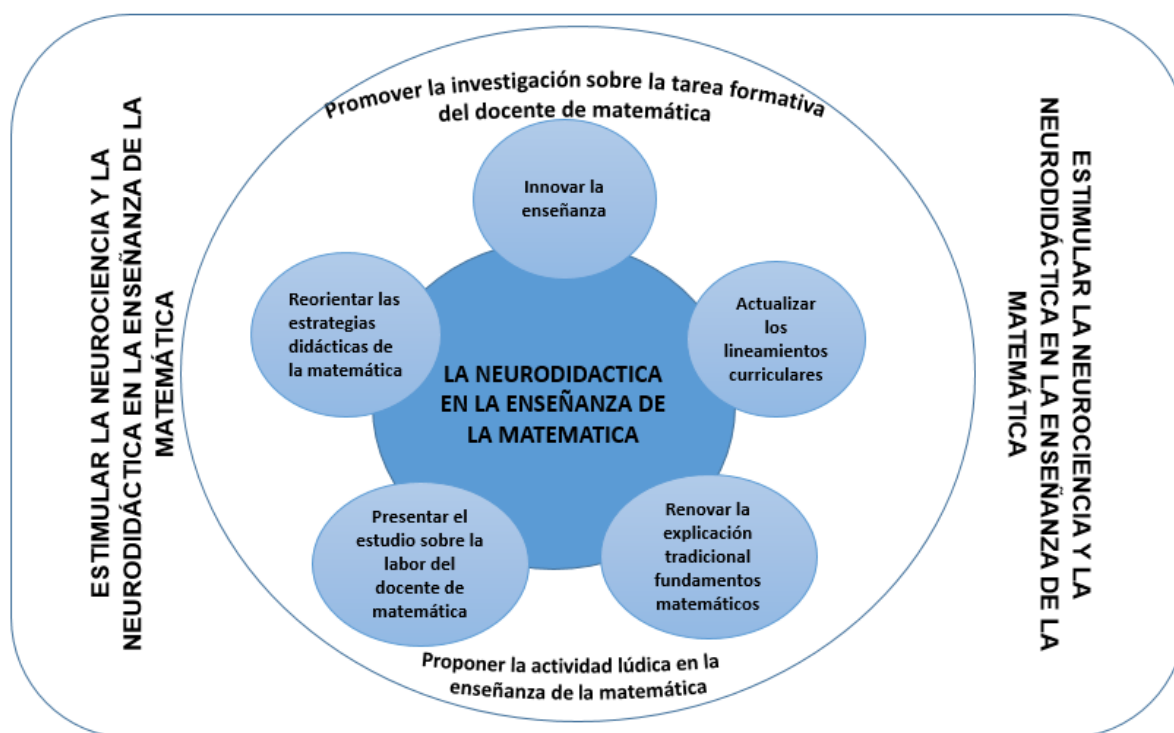 ESTIMULAR LA NEUROCIENCIA Y LA
NEURODIDÁCTICA EN LA ENSEÑANZA DE LA
MATEMÁTICA
Promover la investigación sobre la tarea formativa
del docente de matemática
Innovar la
enseñanza
Reorientar las
estrategias
didácticas de
la matemática
Actualizar
los
lineamientos
curriculares
LA NEURODIDACTICA
EN LA ENSEÑANZA DE
LA MATEMATICA
Presentar el
estudio sobre la
labor del
docente de
matemática
Renovar la
explicación
tradicional
fundamentos
matemáticos
Proponer la actividad lúdica en la
enseñanza de la matemática
ESTIMULAR LA NEUROCIENCIA Y LA
NEURODIDÁCTICA EN LA ENSEÑANZA DE LA
MATEMÁTICA